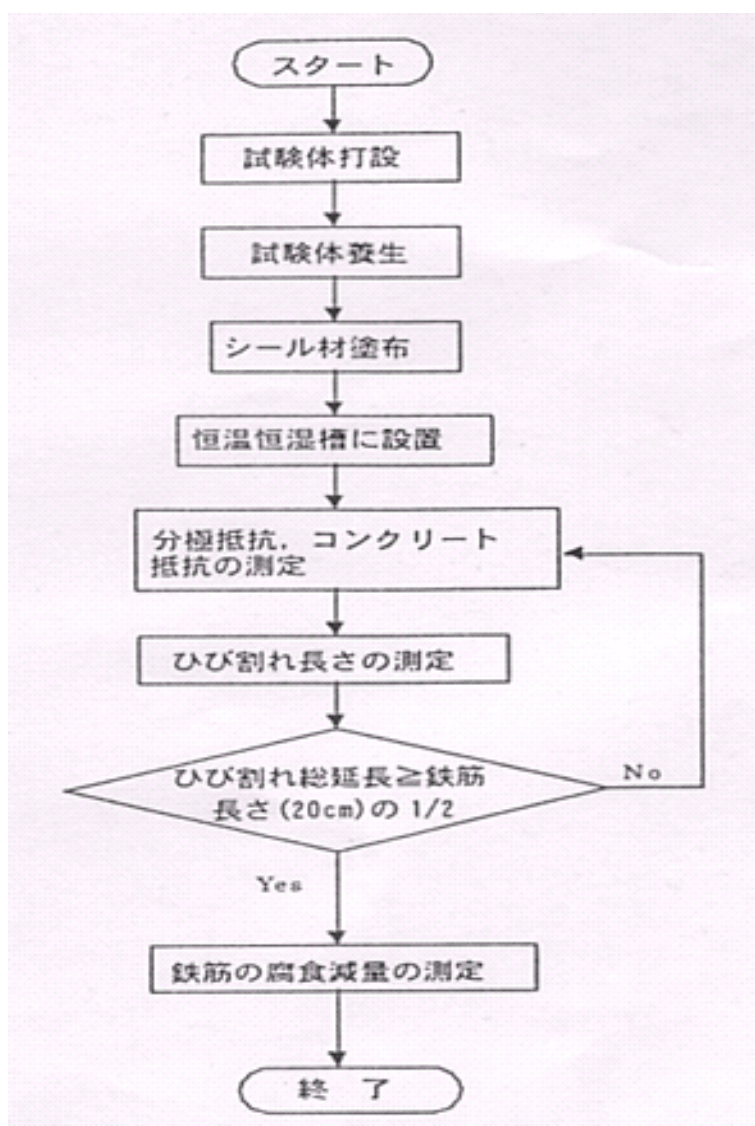 スタート
試験体打設
試験体養生
シール材塗布
恒温恒湿槽に設置
分極抵抗，コンクリート
抵抗の測定
ひび割れ長さの測定
ひび割れ総延長≧鉄筋
長さ(20cm)の1/2
No
Yes
鉄筋の腐食減量の測定
終 了